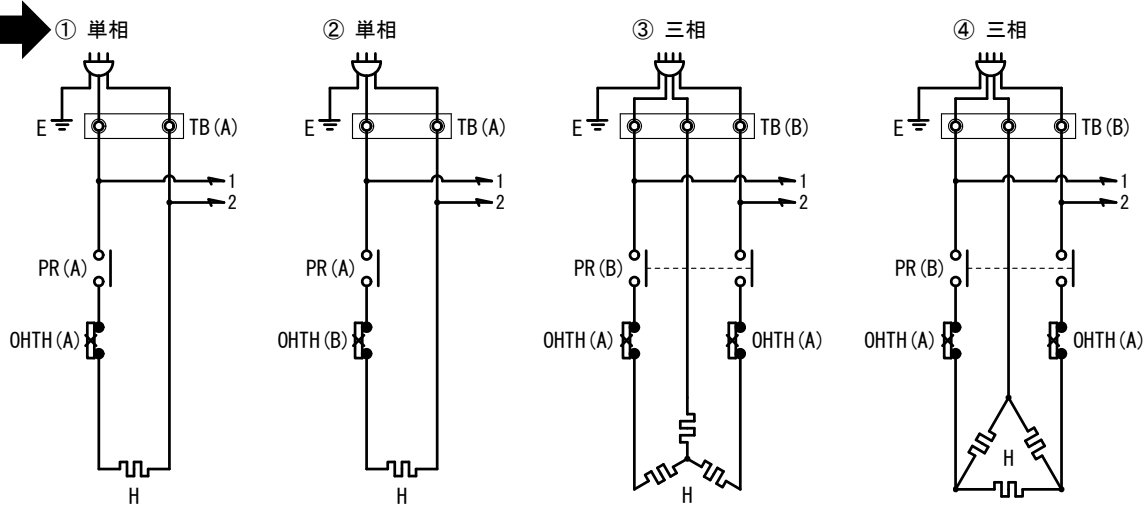 ① 単相
② 単相
③ 三相
④ 三相
E
TB(A)
E
TB(A)
E
TB(B)
E
TB(B)
1
1
1
1
2
2
2
2
PR(A)
PR(A)
PR(B)
PR(B)
OHTH(A)
OHTH(B)
OHTH(A)
OHTH(A)
OHTH(A)
OHTH(A)
H
H
H
H